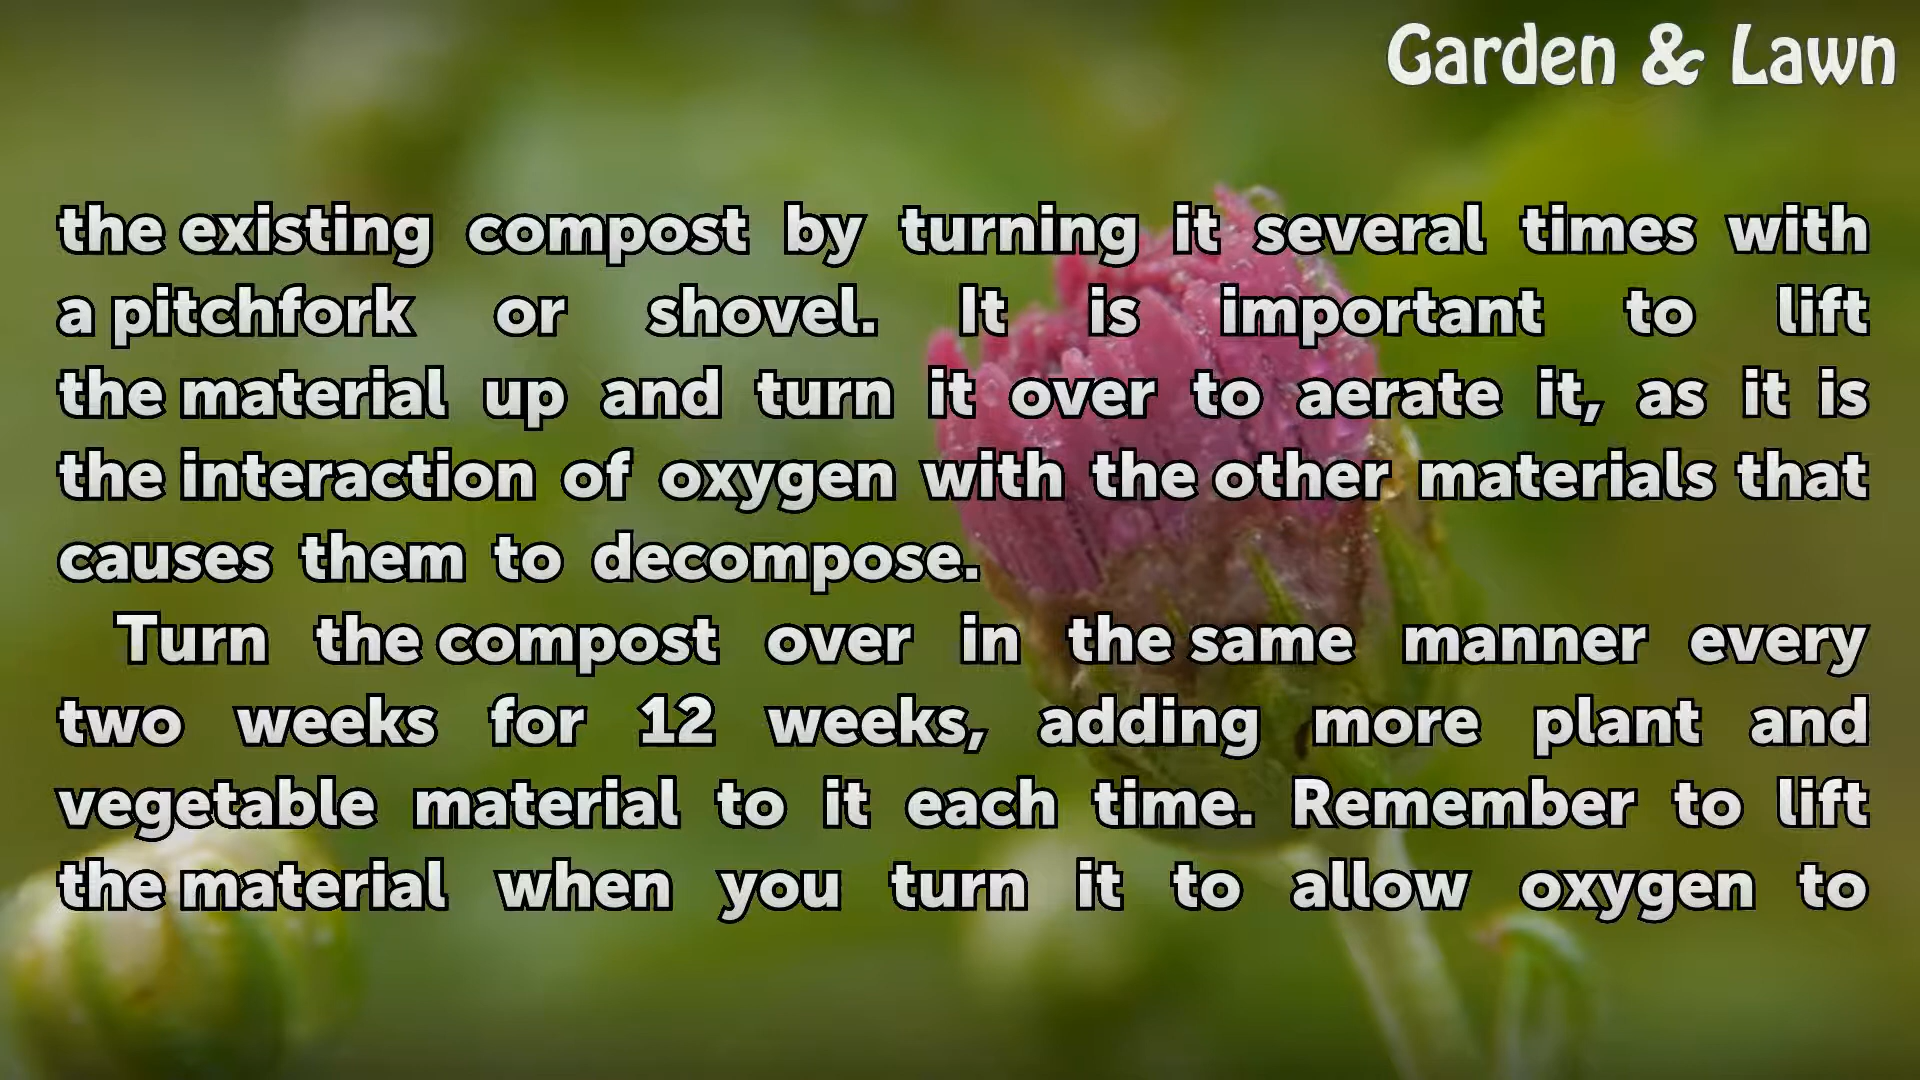 Garden & Lawn
the existing compost by turning it several times with
a pitchfork or shovel. It is important to lift
the material up and turn it over to aerate it, as it is
the interaction of oxygen with the other materials that
causes them to decompose.
Turn the compost over in the same manner every
two weeks for 12 weeks, adding more plant and
vegetable material to it each time. Remember to lift
the material when you turn it to allow oxygen to